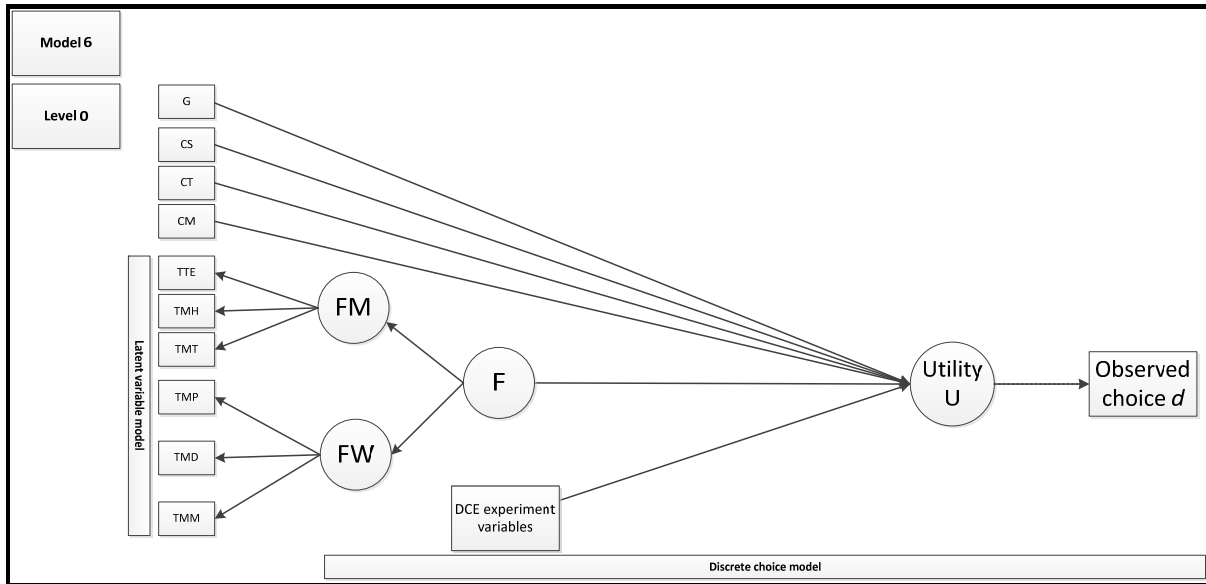 Model 6
Level 0
G
CS
CT
CM
TTE
TMH
TMT
TMP
TMD
TMM
Latent variable model
FM
FW
F
DCE experiment
variables
Utility
U
Observed
choice d
Discrete choice model